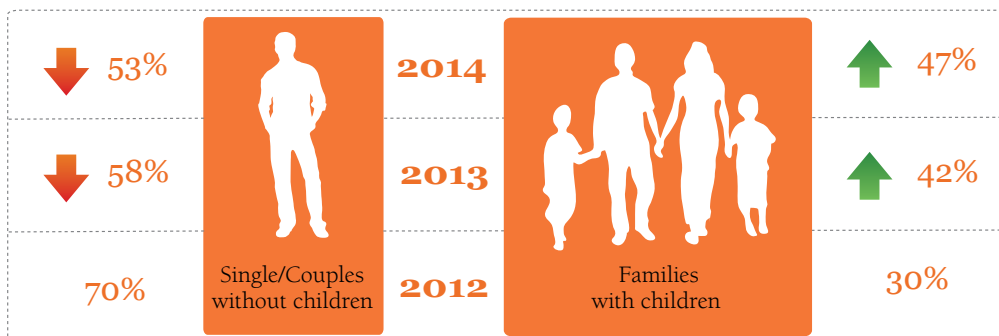 53%
2014
47%
58%
2013
42%
70%
Single/Couples
without children
2012
Families
with children
30%